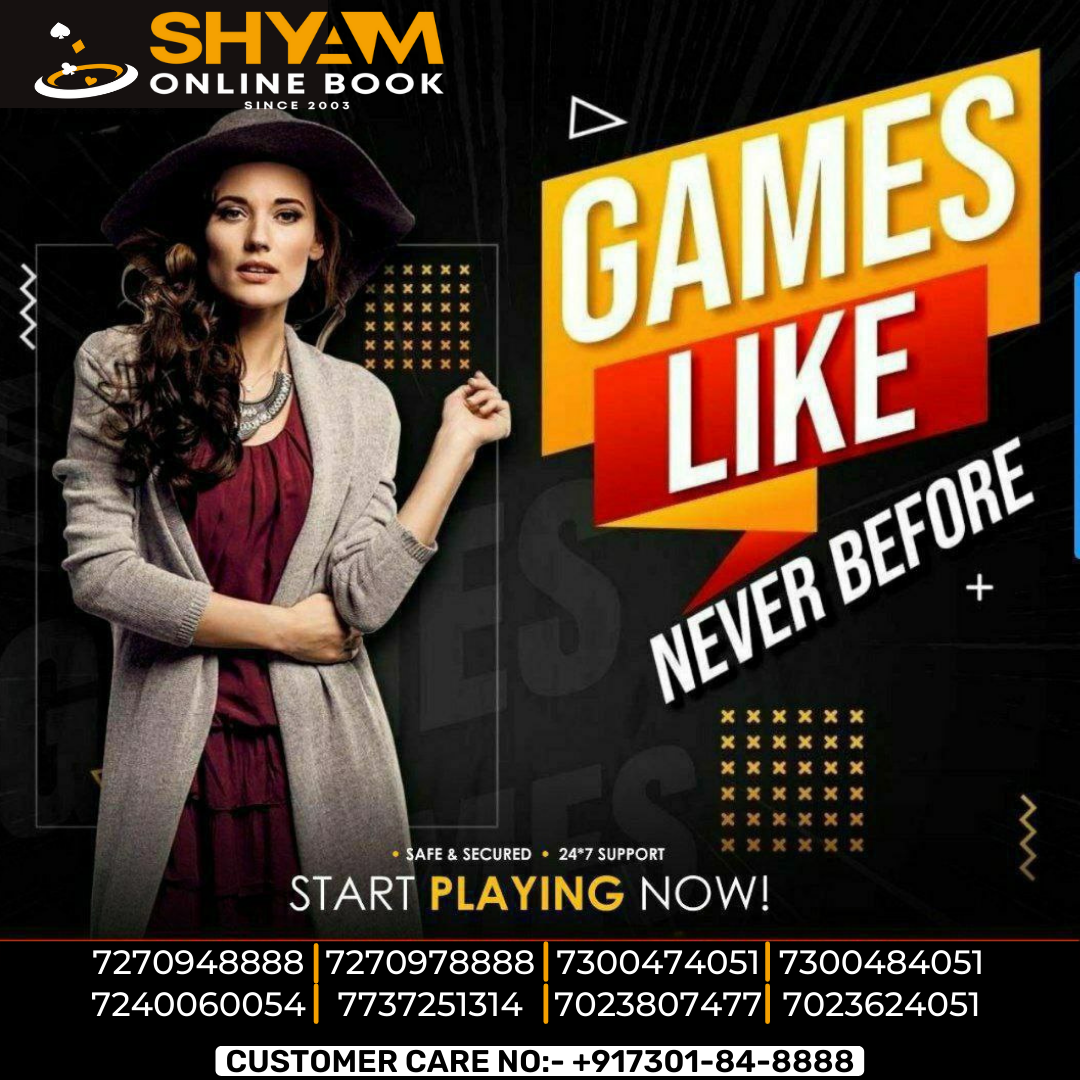 SHYAM
ONLINE BOOK
SINCE 2003
GAMES
LIKE
NEVER BEFORE
• SAFE & SECURED • 24*7 SUPPORT
START PLAYING NOW!
7270948888 | 7270978888 | 7300474051 | 7300484051
7240060054 | 7737251314 | 7023807477 | 7023624051
CUSTOMER CARE NO:- +917301-84-8888